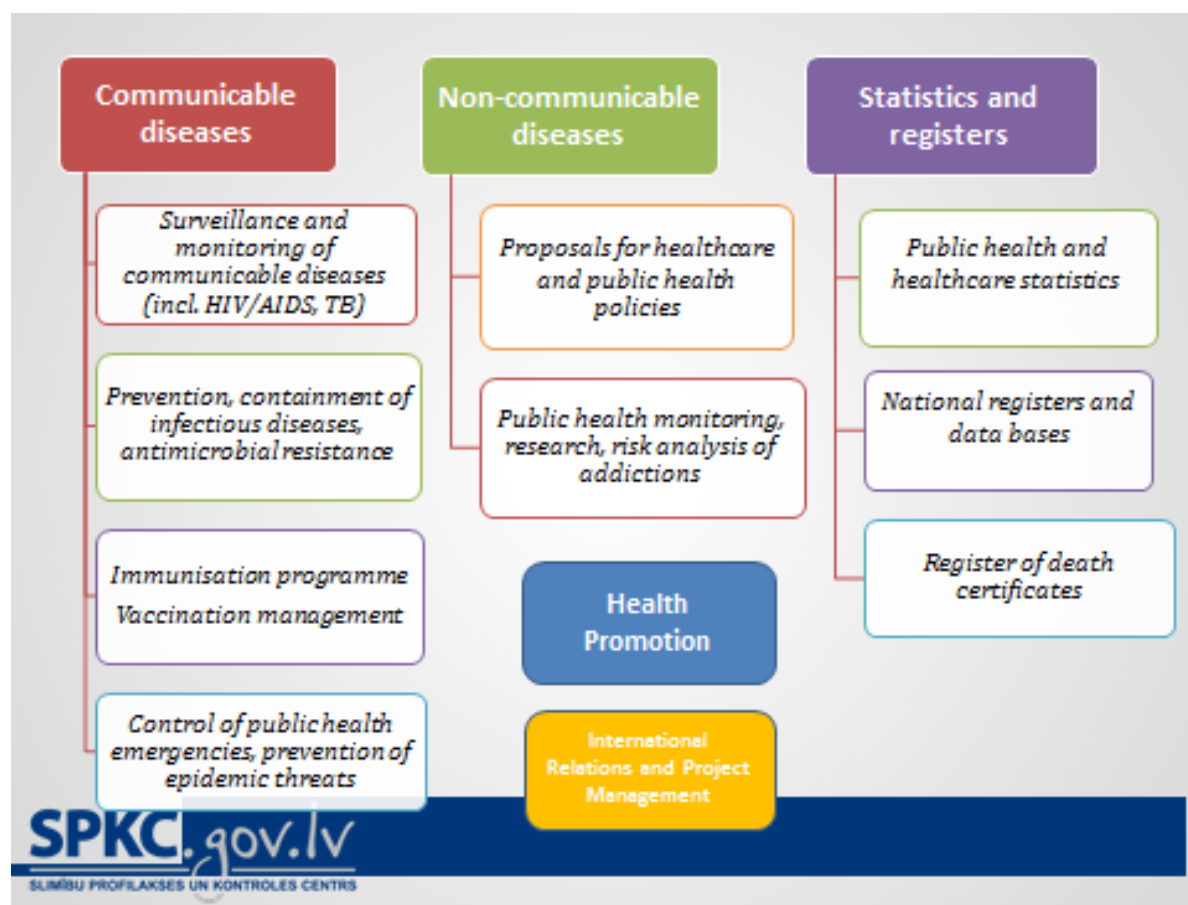 Communicable
diseases
Surveillance and
monitoring of
communicable diseases
(incl. HIV/AIDS, TB)
Prevention, containment of
infectious diseases,
antimicrobial resistance
Immunisation programme
Vaccination management
Control of public health
emergencies, prevention of
epidemic threats
Non-communicable
diseases
Proposals for healthcare
and public health
policies
Public health monitoring,
research, risk analysis of
addictions
Health
Promotion
International
Relations and Project
Management
Statistics and
registers
Public health and
healthcare statistics
National registers and
data bases
Register of death
certificates
SPKC.gov.lv
SLIMĪBU PROFILAKSES UN KONTROLES CENTRS